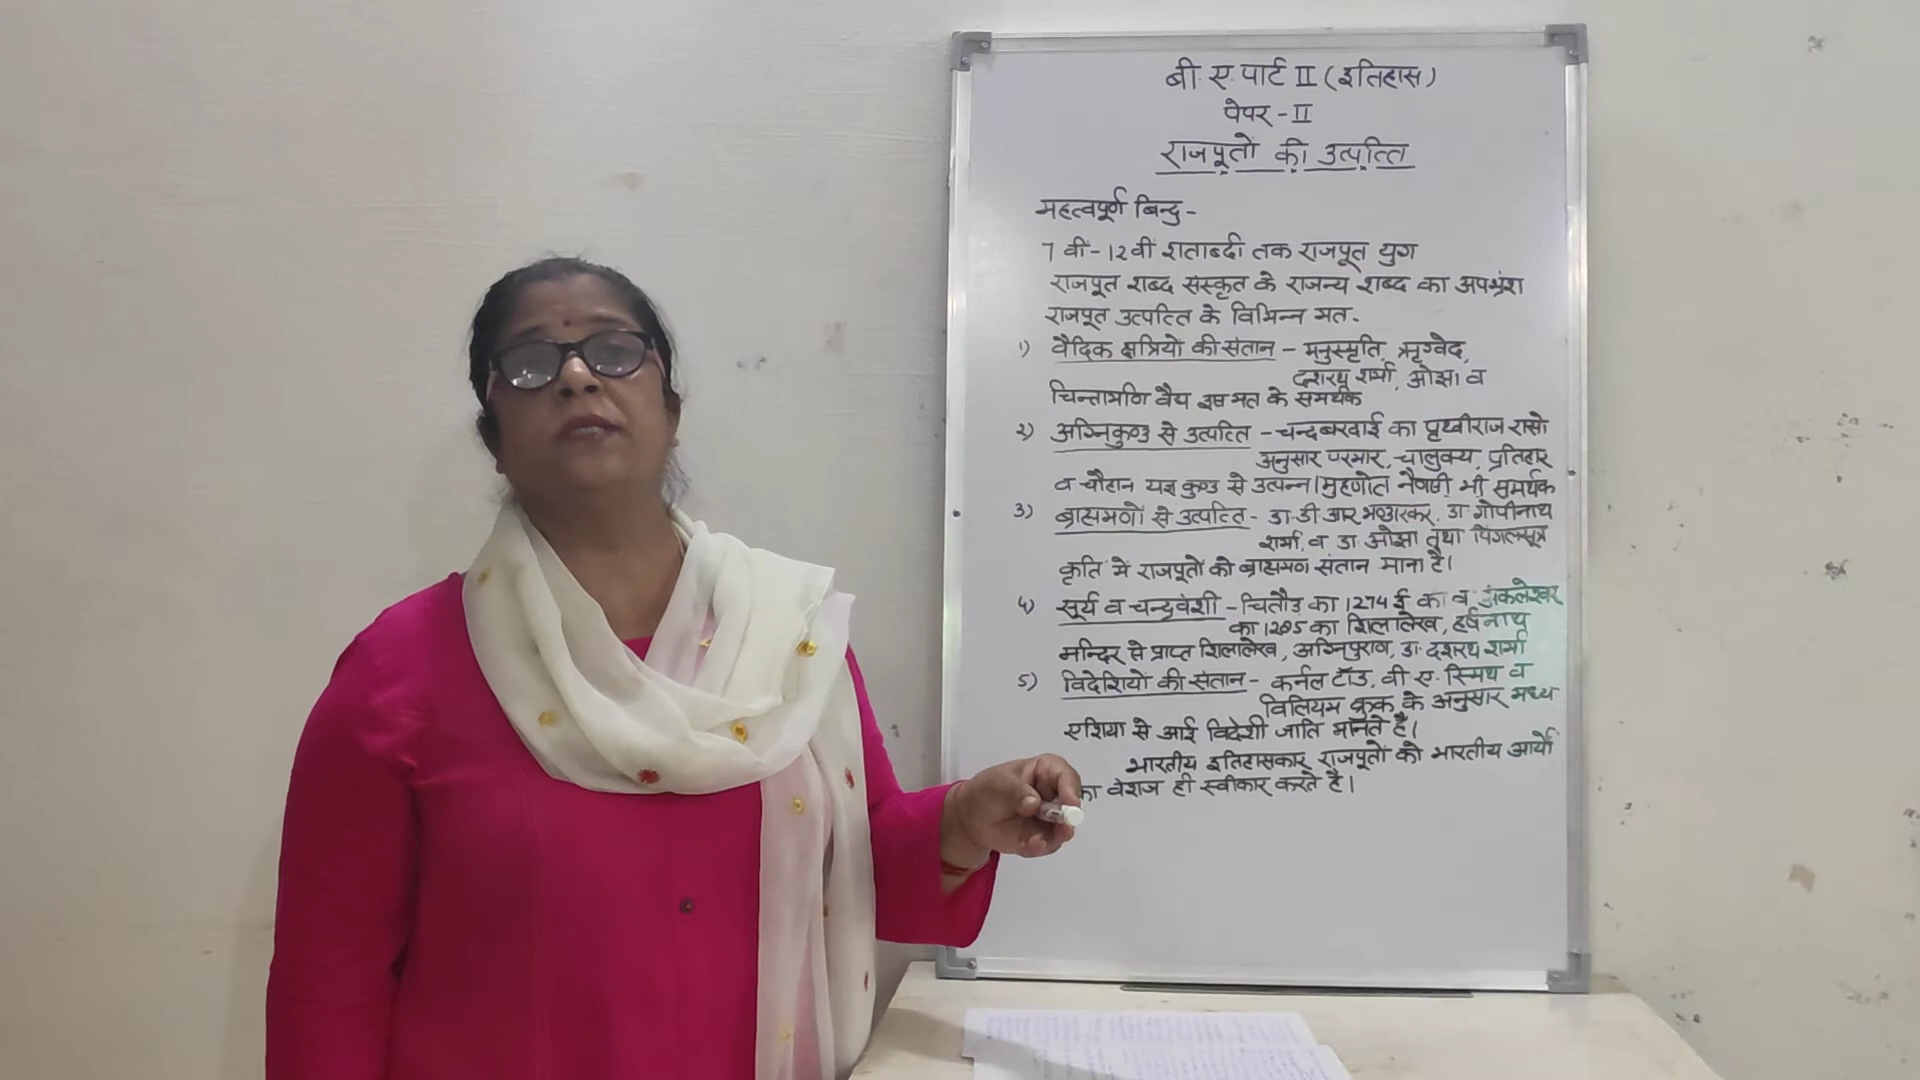 बी. ए. पार्ट II (इतिहास)
पेपर - II
राजपूतो की उत्पत्ति
महत्वपूर्ण बिन्दु -
7 वीं - 12 वीं शताब्दी तक राजपूत युग
राजपूत शब्द संस्कृत के राजन्य शब्द का अपभ्रंश
राजपूत उत्पत्ति के विभिन्न मत -
1) वैदिक क्षत्रियो की संतान - मनुस्मृति, ऋग्वेद,
दशरथ शर्मा, ओझा व
चिन्तामणि वैद्य इस मत के समर्थक
2) अग्निकुण्ड से उत्पत्ति - चन्दबरदाई का पृथ्वीराज रासो
अनुसार परमार, चालुक्य, प्रतिहार
व चौहान यज्ञ कुण्ड से उत्पन्न। मुहणोत नैणसी भी समर्थक
3) ब्राह्मणो से उत्पत्ति - डा. डी आर भण्डारकर, डा गोपीनाथ
शर्मा, व डा ओझा तथा पिंगलसूत्र
कृति में राजपूतो को ब्राह्मण संतान माना है।
4) सूर्य व चन्द्रवंशी - चितौड का 1274 ई का व अंकलेश्वर
का 1285 का शिलालेख, हर्षनाथ
मन्दिर से प्राप्त शिलालेख, अग्निपुराण, डा. दशरथ शर्मा
5) विदेशियो की संतान - कर्नल टॉड, वी. ए. स्मिथ व
विलियम क्रुक के अनुसार मध्य
एशिया से आई विदेशी जाति मानते है।
भारतीय इतिहासकार राजपूतो को भारतीय आर्यों
का वंशज ही स्वीकार करते है।